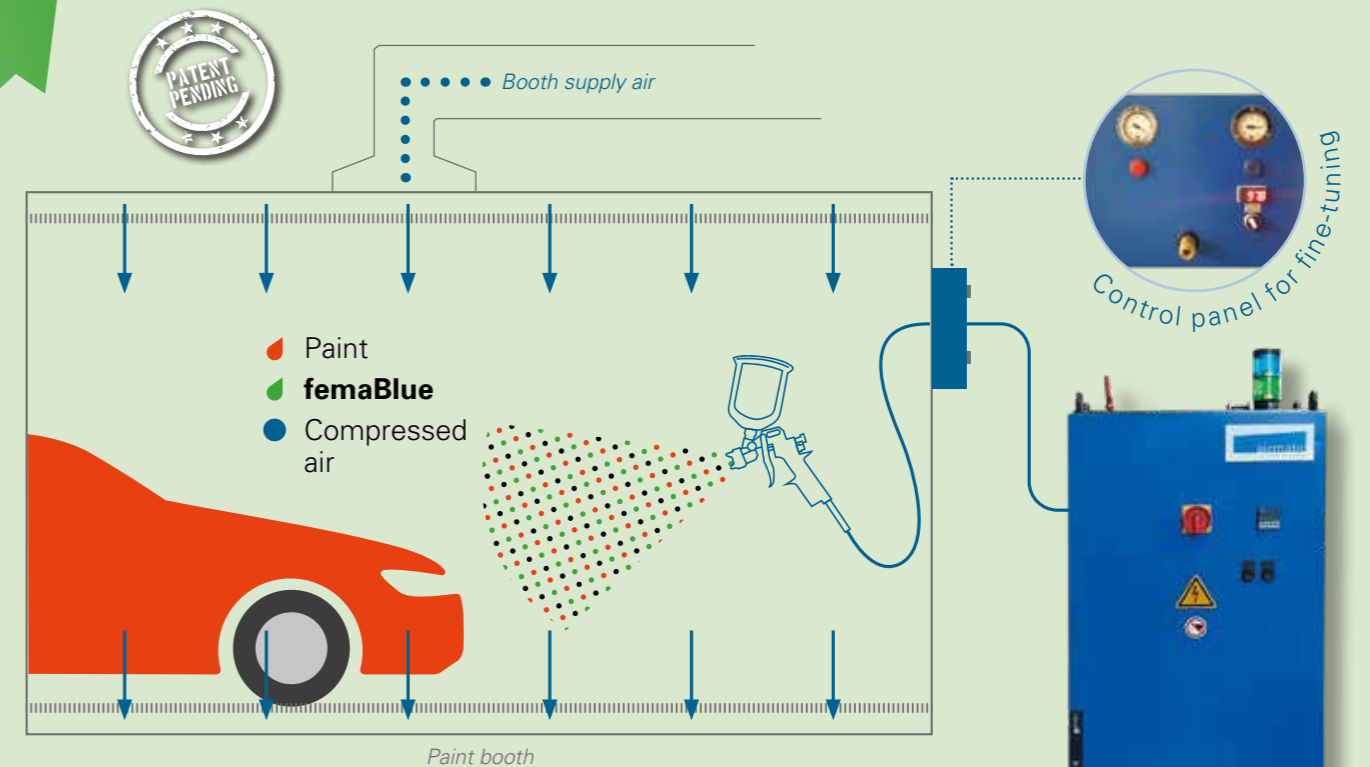 PATENT
PENDING
Booth supply air
Control panel for fine-tuning
Paint
femaBlue
Compressed
air
Paint booth